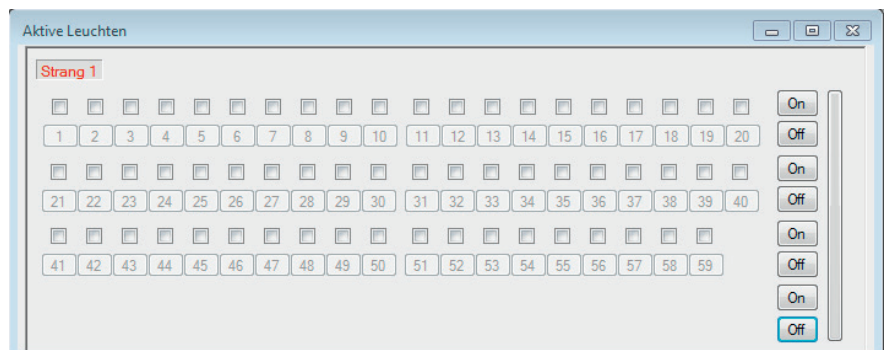 Aktive Leuchten
Strang 1
On
1 2 3 4 5 6 7 8 9 10 11 12 13 14 15 16 17 18 19 20 Off
On
21 22 23 24 25 26 27 28 29 30 31 32 33 34 35 36 37 38 39 40 Off
On
41 42 43 44 45 46 47 48 49 50 51 52 53 54 55 56 57 58 59 Off
On
Off